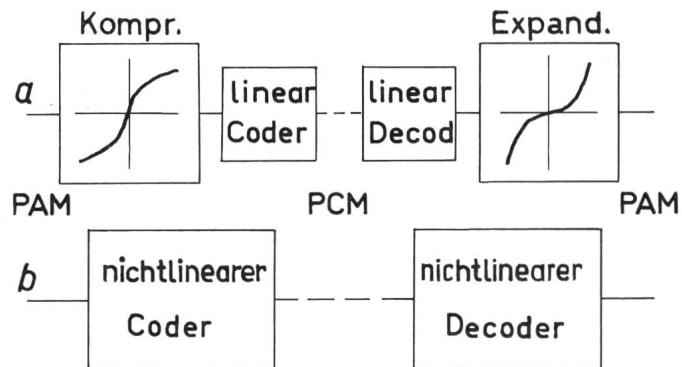 Kompr. Expand.
a
linear
Coder
linear
Decod
PAM PCM PAM
b
nichtlinearer
Coder
nichtlinearer
Decoder